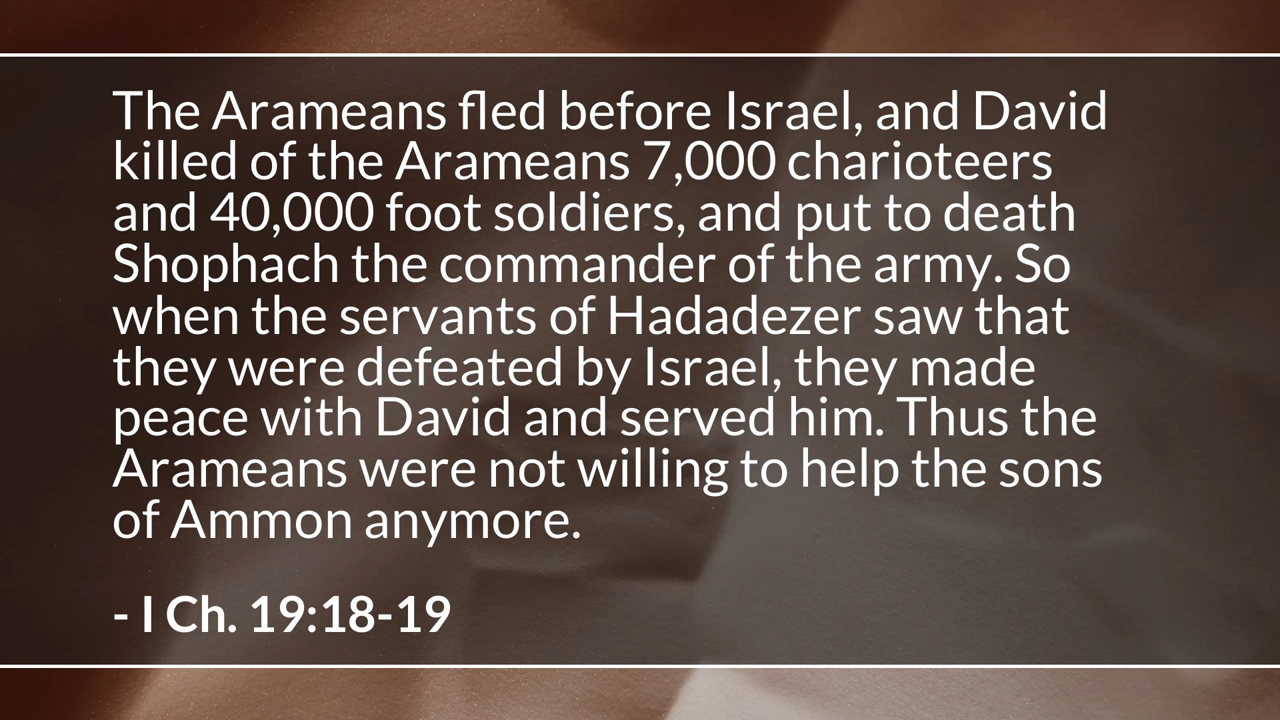 The Arameans fled before Israel, and David
killed of the Arameans 7,000 charioteers
and 40,000 foot soldiers, and put to death
Shophach the commander of the army. So
when the servants of Hadadezer saw that
they were defeated by Israel, they made
peace with David and served him. Thus the
Arameans were not willing to help the sons
of Ammon anymore.
- I Ch. 19:18-19